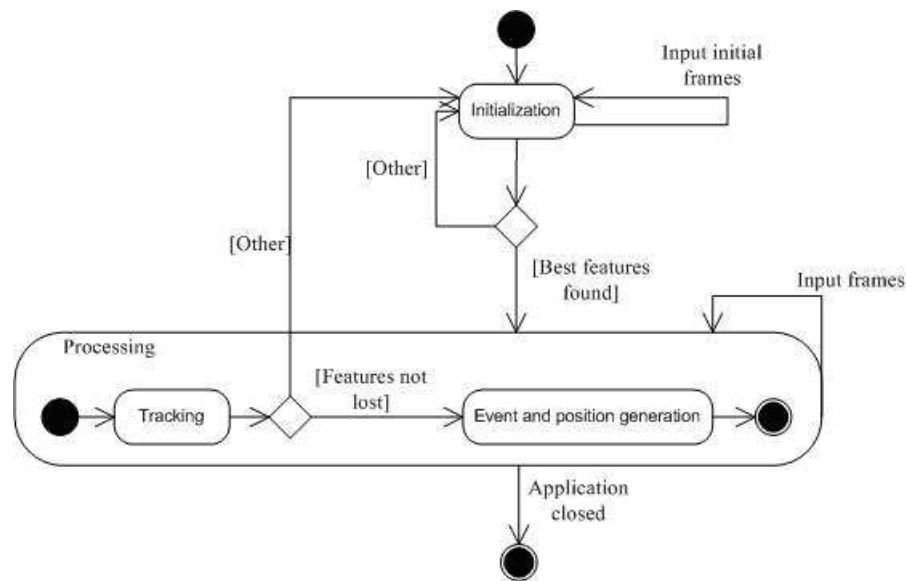 Input initial
frames
Initialization
[Other]
[Other]
[Best features
found]
Input frames
Processing
[Features not
lost]
Tracking
Event and position generation
Application
closed